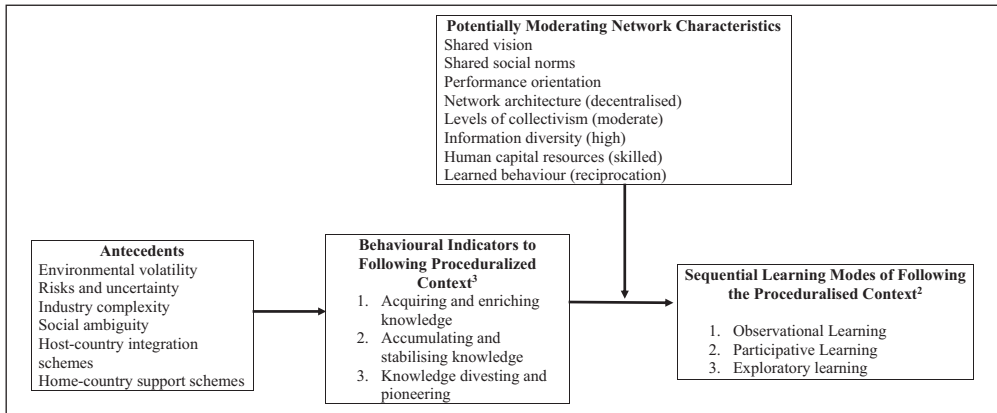 Potentially Moderating Network Characteristics
Shared vision
Shared social norms
Performance orientation
Network architecture (decentralised)
Levels of collectivism (moderate)
Information diversity (high)
Human capital resources (skilled)
Learned behaviour (reciprocation)
Antecedents
Environmental volatility
Risks and uncertainty
Industry complexity
Social ambiguity
Host-country integration
schemes
Home-country support schemes
Behavioural Indicators to
Following Proceduralized
Context³
1. Acquiring and enriching
knowledge
2. Accumulating and
stabilising knowledge
3. Knowledge divesting and
pioneering
Sequential Learning Modes of Following
the Proceduralised Context²
1. Observational Learning
2. Participative Learning
3. Exploratory learning